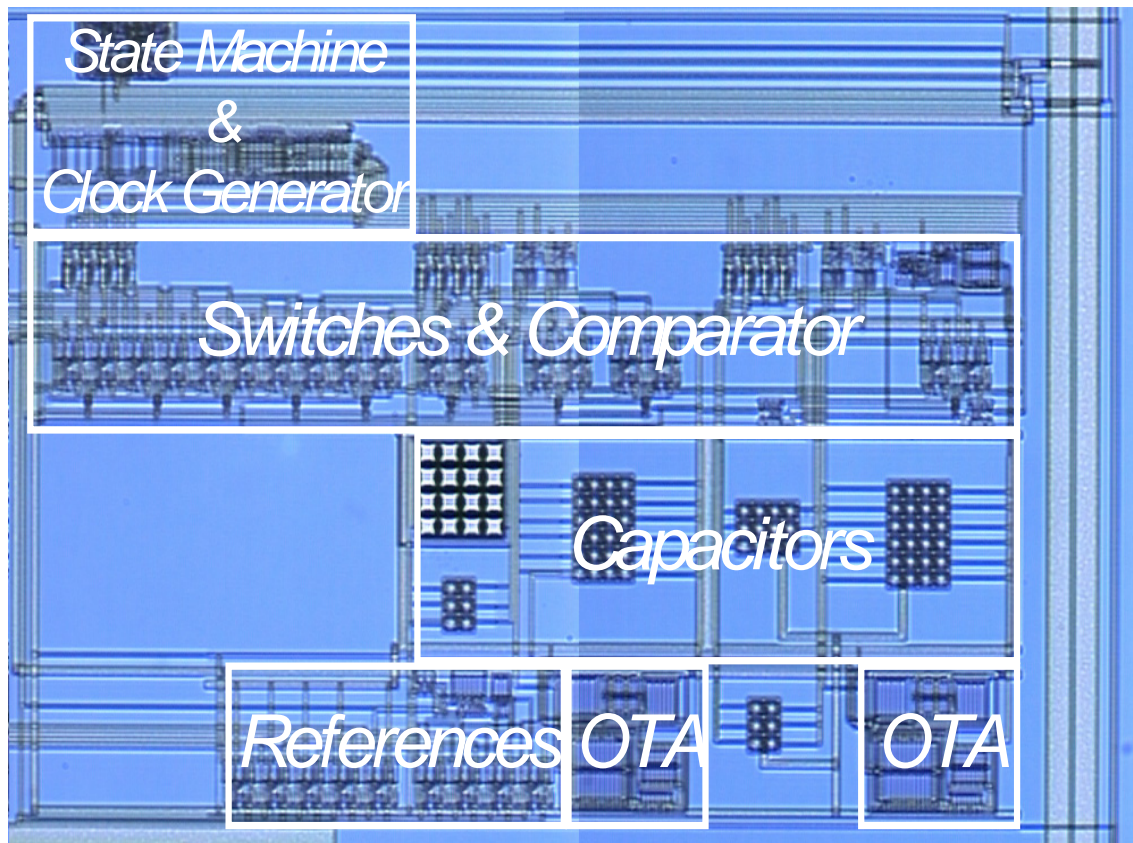 State Machine
&
Clock Generator
Switches & Comparator
Capacitors
References
OTA
OTA